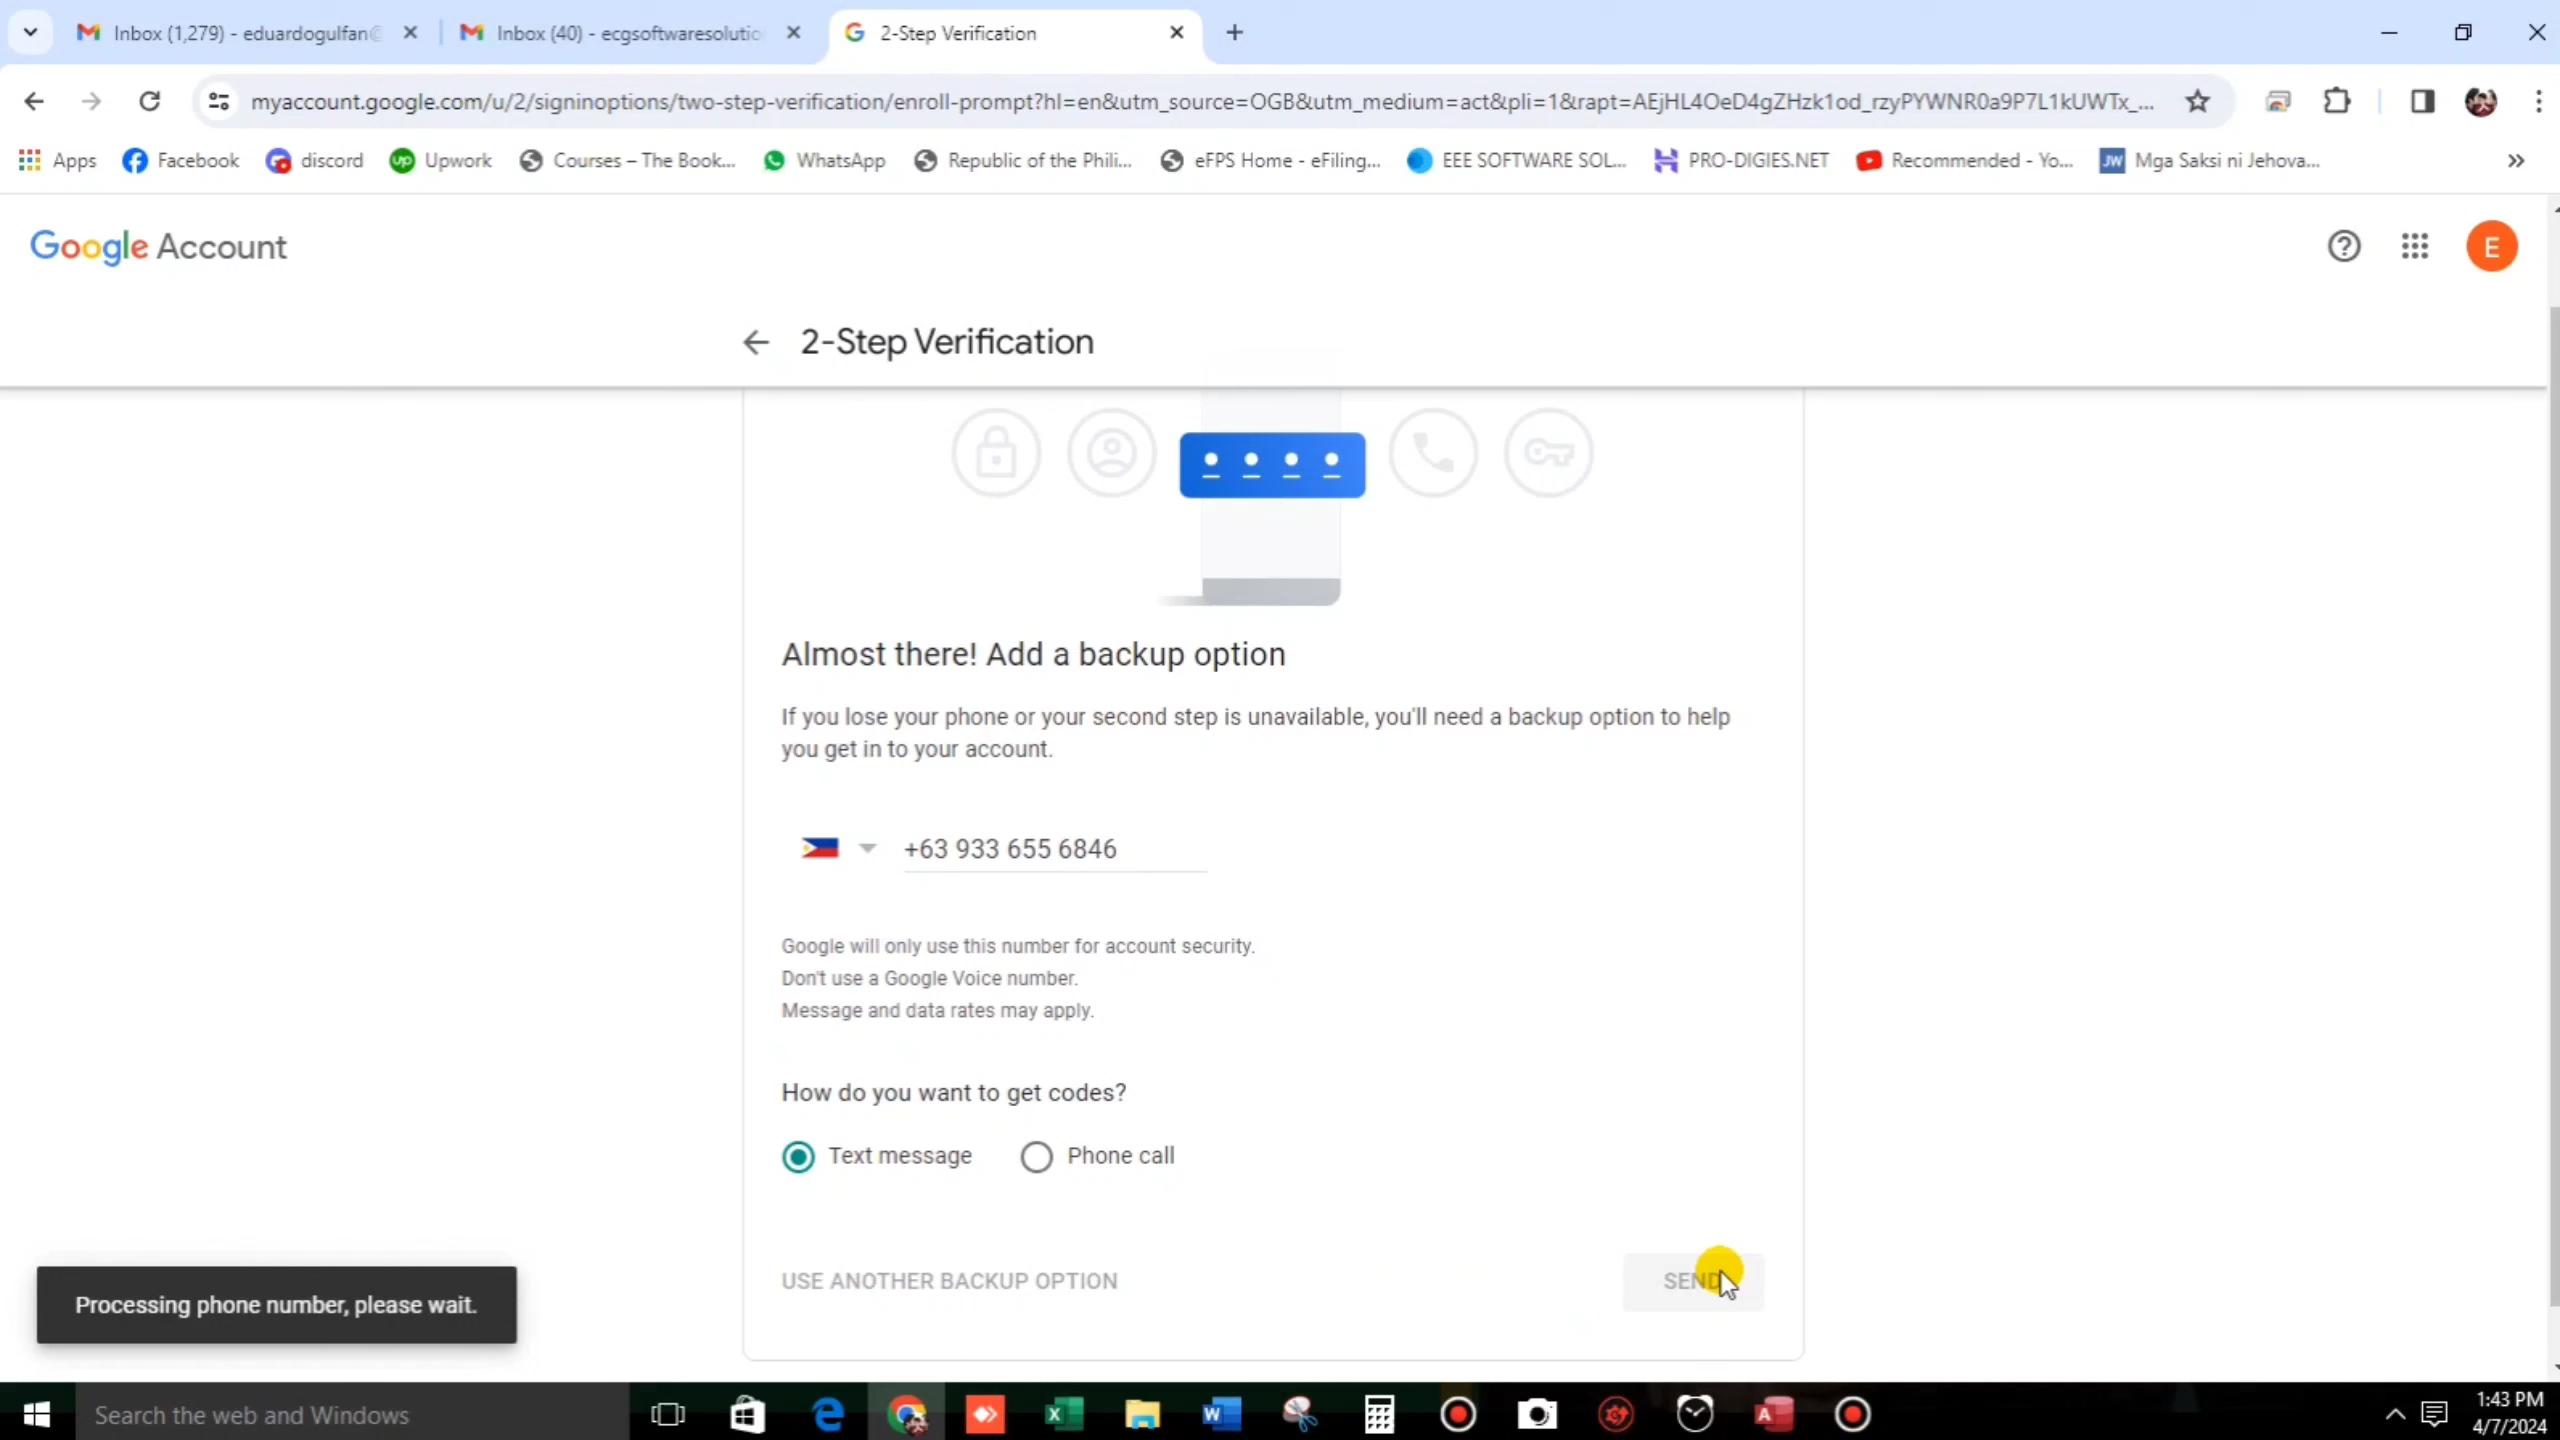 Inbox (1,279) - eduardogulfan@
Inbox (40) - ecgsoftwaresolutio
2-Step Verification
myaccount.google.com/u/2/signinoptions/two-step-verification/enroll-prompt?hl=en&utm_source=OGB&utm_medium=act&pli=1&rapt=AEjHL4OeD4gZHzk1od_rzyPYWNR0a9P7L1kUWTx_...
Apps
Facebook
discord
up Upwork
Courses – The Book...
WhatsApp
Republic of the Phili...
eFPS Home - eFiling...
EEE SOFTWARE SOL...
PRO-DIGIES.NET
Recommended - Yo...
JW Mga Saksi ni Jehova...
Google Account
E
2-Step Verification
Almost there! Add a backup option
If you lose your phone or your second step is unavailable, you'll need a backup option to help
you get in to your account.
+63 933 655 6846
Google will only use this number for account security.
Don't use a Google Voice number.
Message and data rates may apply.
How do you want to get codes?
Text message
Phone call
USE ANOTHER BACKUP OPTION
SEND
Processing phone number, please wait.
Search the web and Windows
1:43 PM
4/7/2024